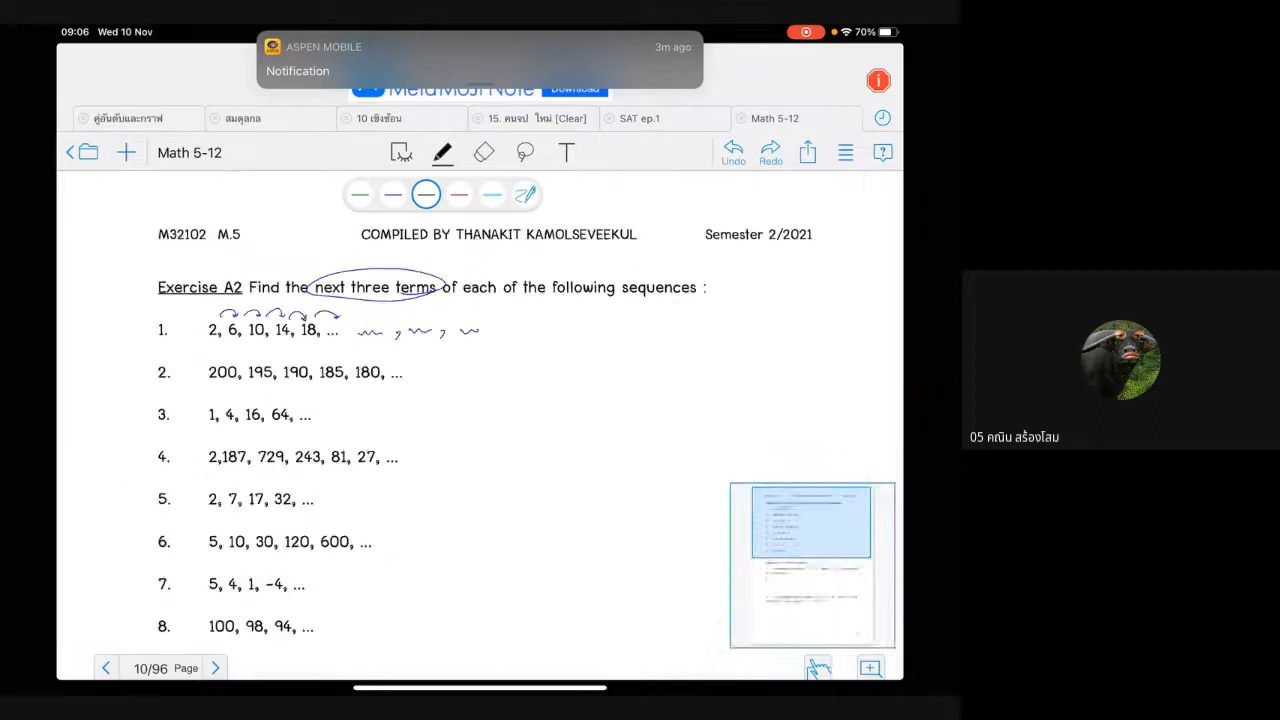 09:06 Wed 10 Nov
70%
ASPEN MOBILE 3m ago
Notification
MetaMoJi Note Download
คู่อันดับและกราฟ สมดุลกล 10 เชิงซ้อน 15. คนจป ใหม่ [Clear] SAT ep.1 Math 5-12
Math 5-12 T Undo Redo
M32102 M.5 COMPILED BY THANAKIT KAMOLSEVEEKUL Semester 2/2021
Exercise A2 Find the next three terms of each of the following sequences :
1. 2, 6, 10, 14, 18, ...
2. 200, 195, 190, 185, 180, ...
3. 1, 4, 16, 64, ...
4. 2,187, 729, 243, 81, 27, ...
5. 2, 7, 17, 32, ...
6. 5, 10, 30, 120, 600, ...
7. 5, 4, 1, -4, ...
8. 100, 98, 94, ...
10/96 Page
05 คณิน สร้องโสม